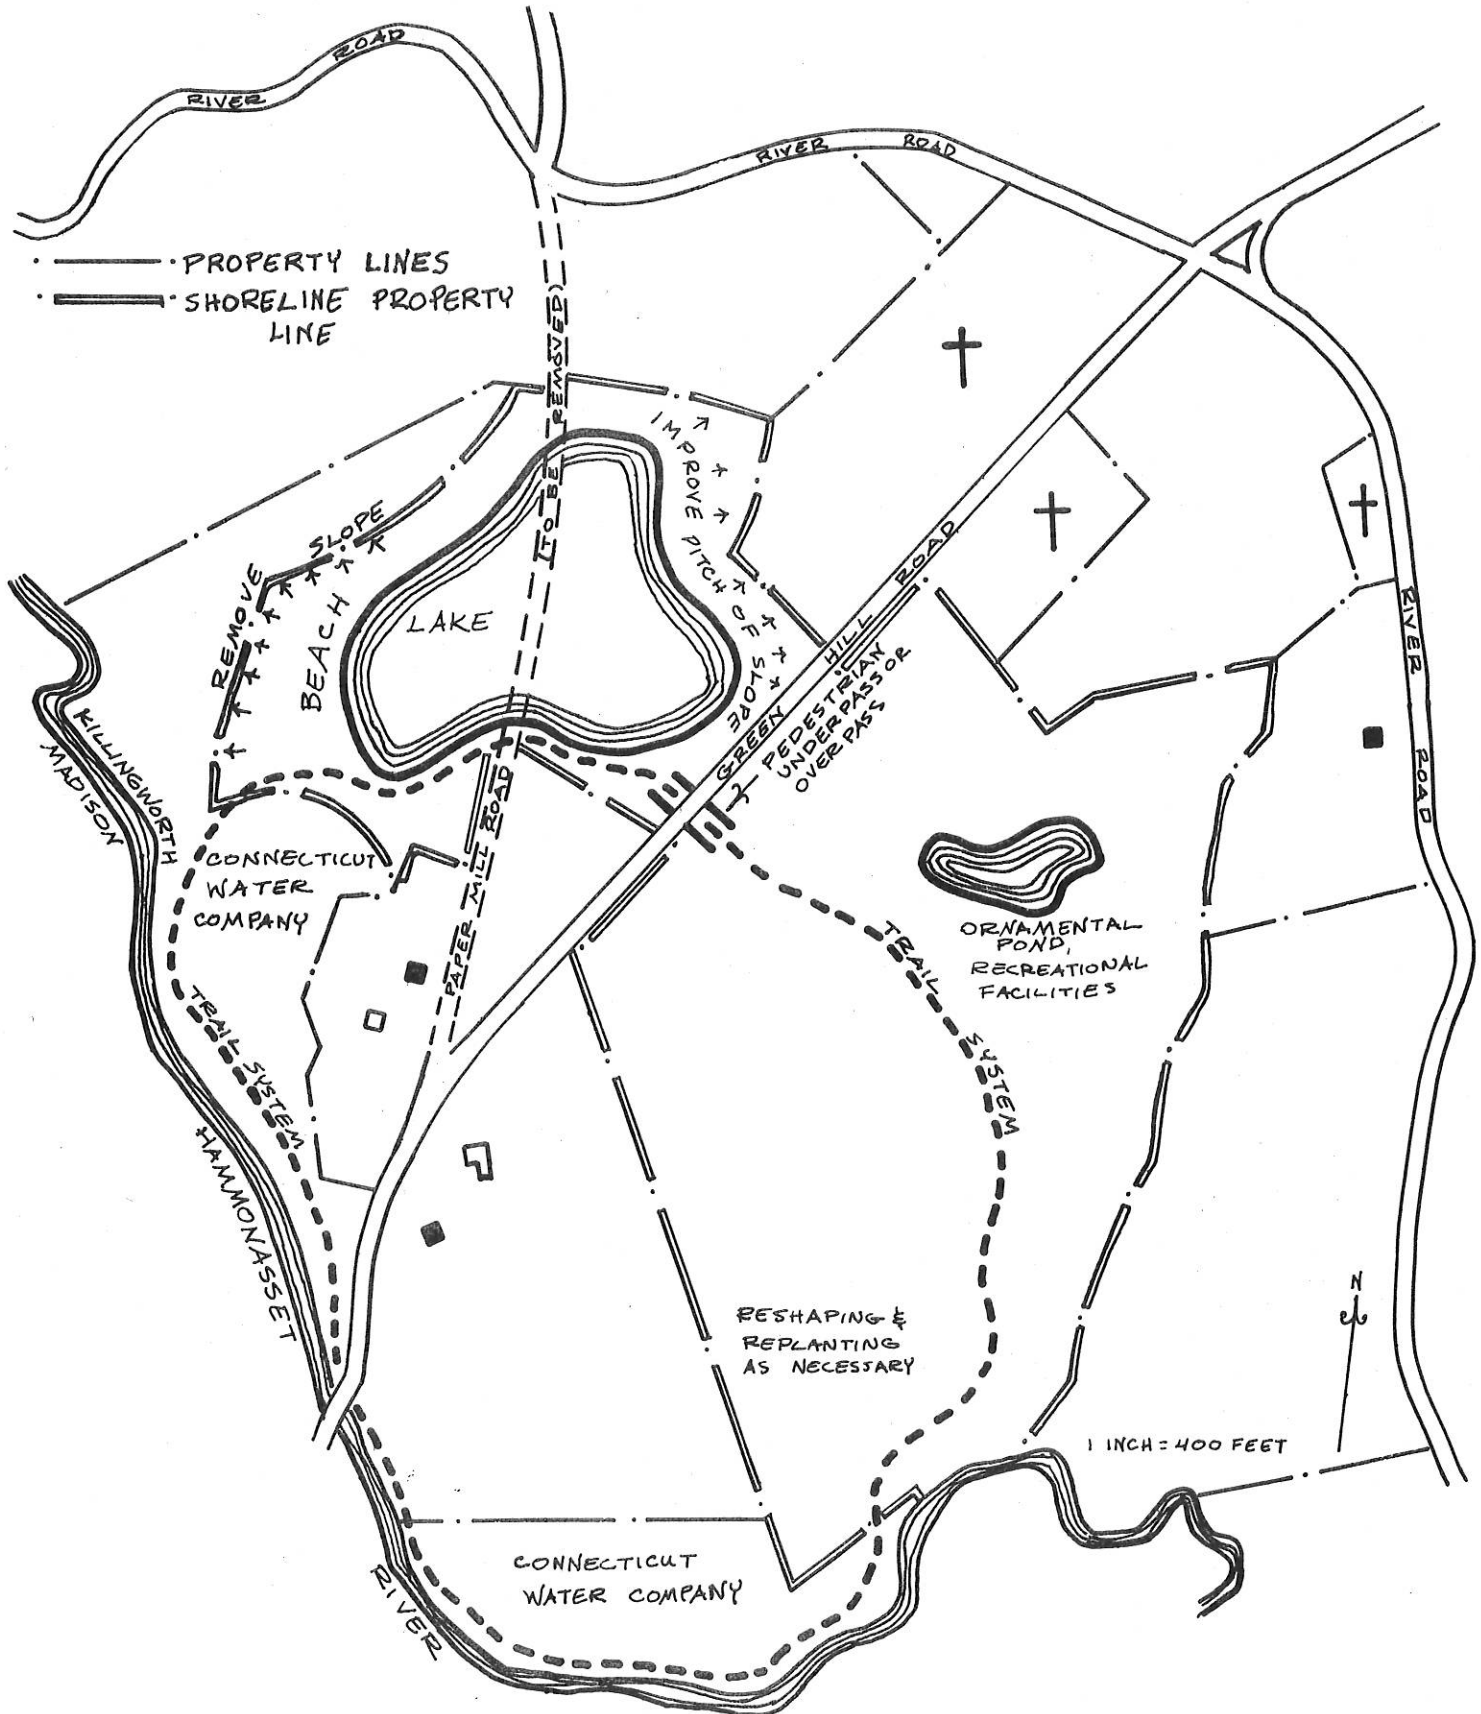 RIVER ROAD
RIVER ROAD
PROPERTY LINES
SHORELINE PROPERTY
LINE
(TO BE REMOVED)
IMPROVE PITCH OF SLOPE
REMOVE SLOPE
BEACH
LAKE
GREEN HILL ROAD
PEDESTRIAN
UNDERPASS OR
OVERPASS
RIVER ROAD
KILLINGWORTH
MADISON
CONNECTICUT
WATER
COMPANY
PAPER MILL ROAD
ORNAMENTAL
POND,
RECREATIONAL
FACILITIES
TRAIL SYSTEM
TRAIL SYSTEM
HAMMONASSET RIVER
RESHAPING &
REPLANTING
AS NECESSARY
N
1 INCH = 400 FEET
CONNECTICUT
WATER COMPANY